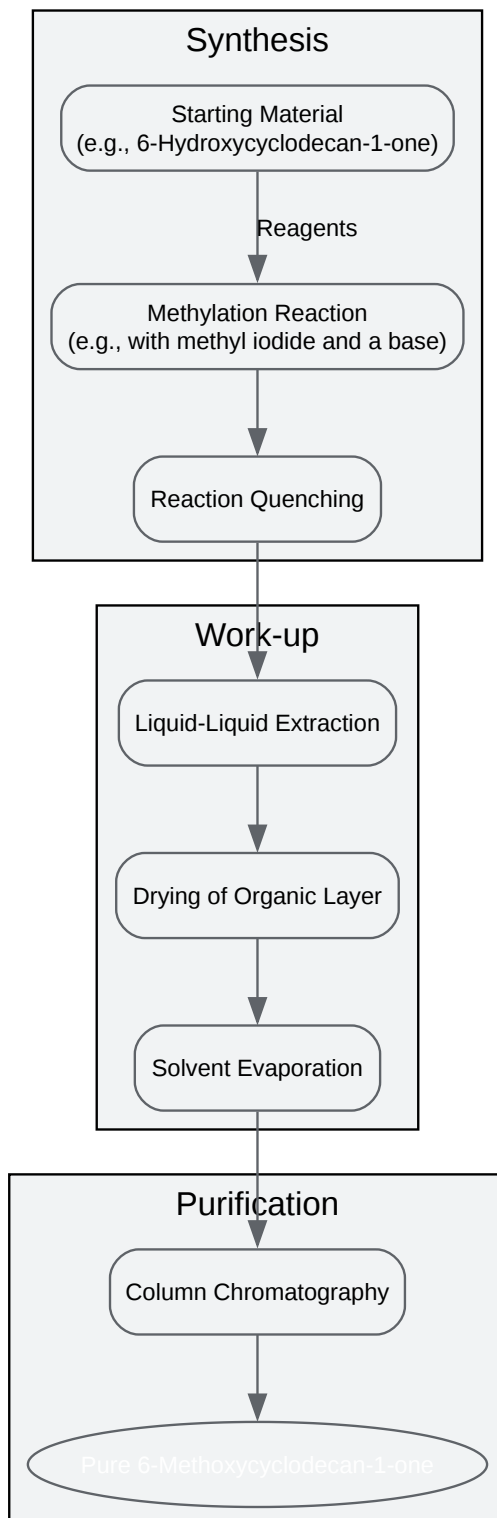 Synthesis
Starting Material
(e.g., 6-Hydroxycyclodecan-1-one)
Reagents
Methylation Reaction
(e.g., with methyl iodide and a base)
Reaction Quenching
Work-up
Liquid-Liquid Extraction
Drying of Organic Layer
Solvent Evaporation
Purification
Column Chromatography
Pure 6-Methoxycyclodecan-1-one